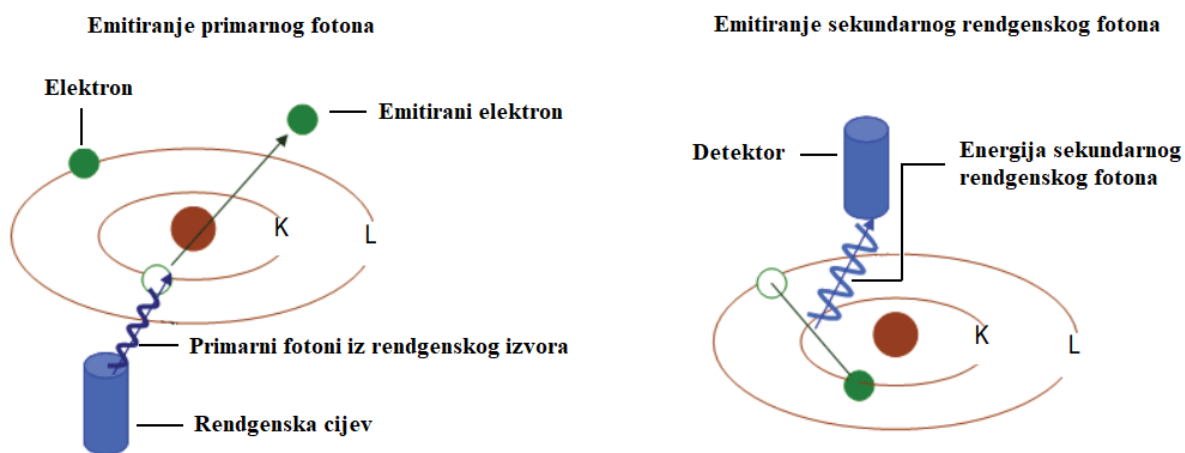 Emitiranje primarnog fotona
Elektron
Emitirani elektron
K
L
Primarni fotoni iz rendgenskog izvora
Rendgenska cijev
Emitiranje sekundarnog rendgenskog fotona
Detektor
Energija sekundarnog
rendgenskog fotona
K
L